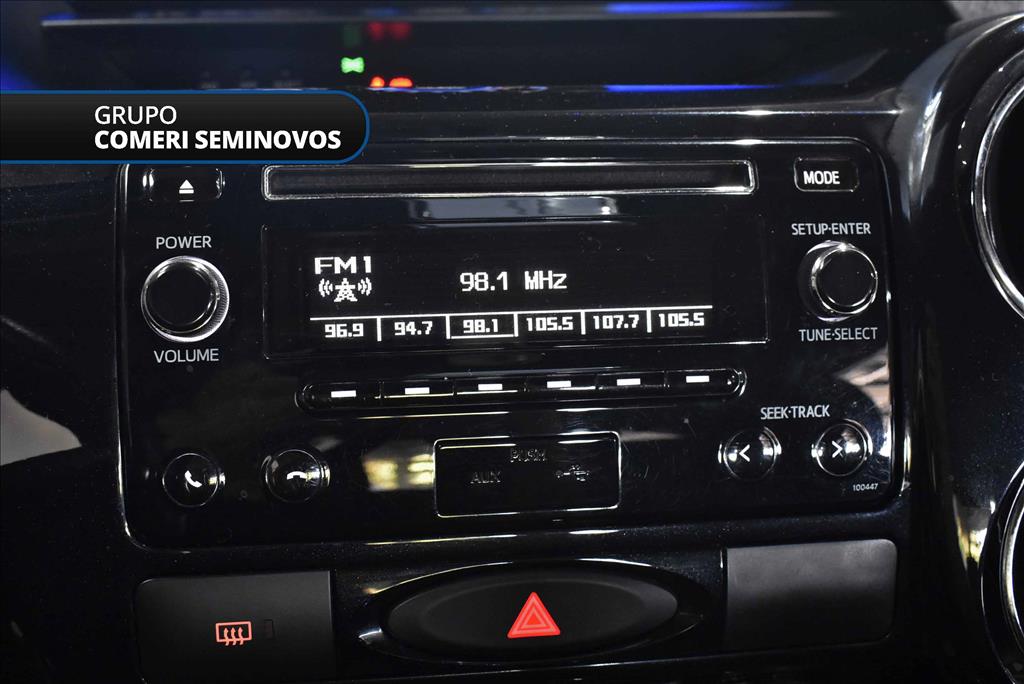 GRUPO
COMERI SEMINOVOS
MODE
POWER
SETUP·ENTER
FM1
98.1 MHz
96.9 94.7 98.1 105.5 107.7 105.5
TUNE·SELECT
VOLUME
SEEK·TRACK
PUSH
AUX
100447